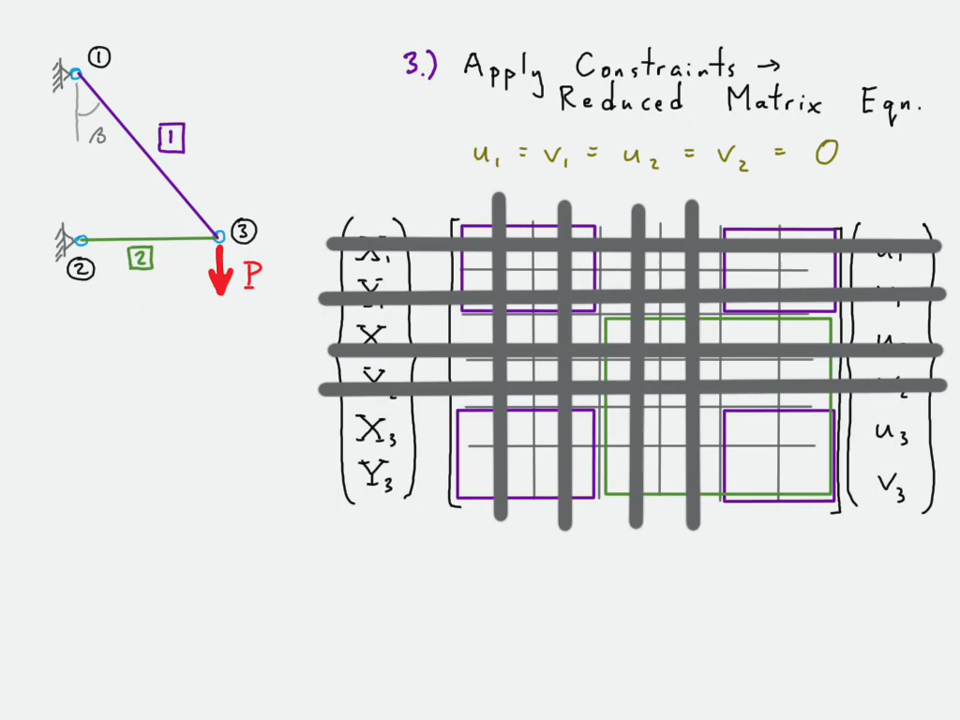 ①
3.) Apply Constraints →
Reduced Matrix Eqn.
β
1
u₁ = v₁ = u₂ = v₂ = 0
③
②
2
P
X₃
Y₃
u₃
v₃